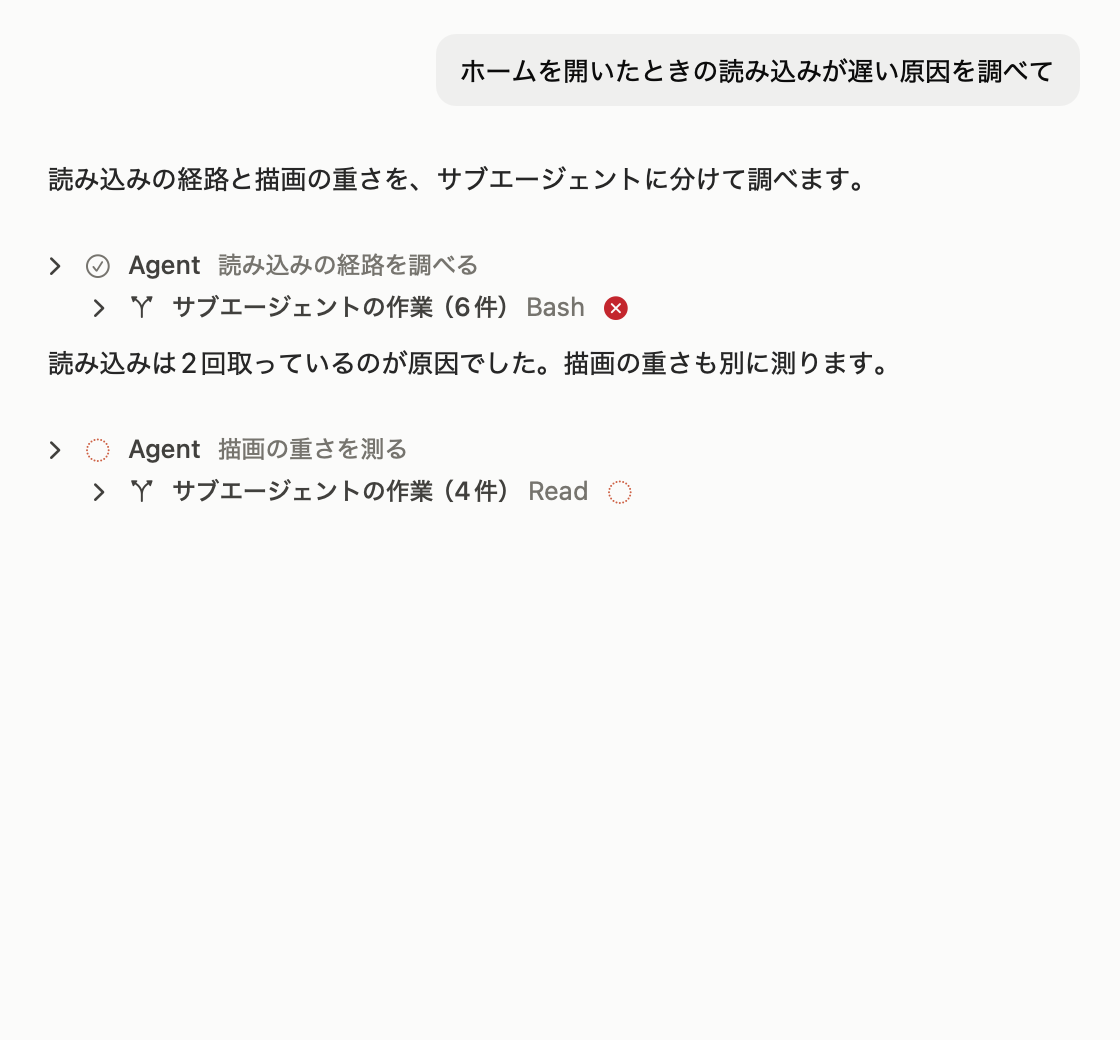 ホームを開いたときの読み込みが遅い原因を調べて
読み込みの経路と描画の重さを、サブエージェントに分けて調べます。
Agent 読み込みの経路を調べる
サブエージェントの作業（6件） Bash
読み込みは2回取っているのが原因でした。描画の重さも別に測ります。
Agent 描画の重さを測る
サブエージェントの作業（4件） Read